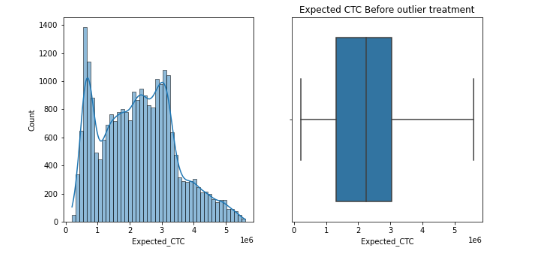 Expected CTC Before outlier treatment
1400
1200
1000
800
600
400
200
0
Count
0 1 2 3 4 5
1e6
Expected_CTC
0 1 2 3 4 5
1e6
Expected_CTC